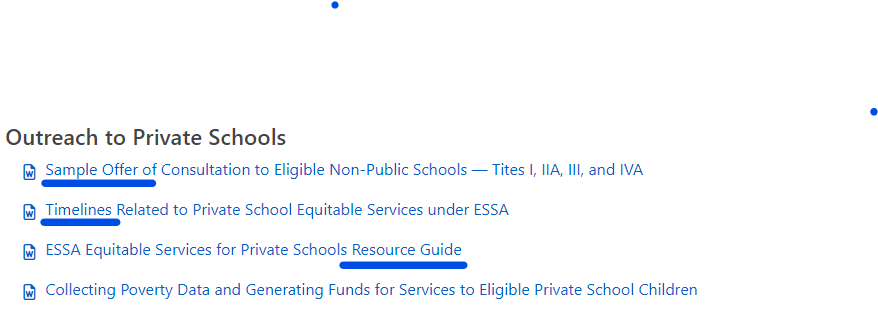 Outreach to Private Schools
Sample Offer of Consultation to Eligible Non-Public Schools — Tites I, IIA, III, and IVA
Timelines Related to Private School Equitable Services under ESSA
ESSA Equitable Services for Private Schools Resource Guide
Collecting Poverty Data and Generating Funds for Services to Eligible Private School Children